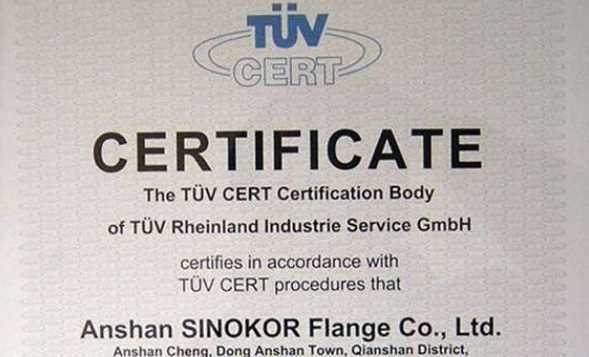 TÜV
CERT
CERTIFICATE
The TÜV CERT Certification Body
of TÜV Rheinland Industrie Service GmbH
certifies in accordance with
TÜV CERT procedures that
Anshan SINOKOR Flange Co., Ltd.
Anshan Cheng, Dong Anshan Town, Qianshan District,